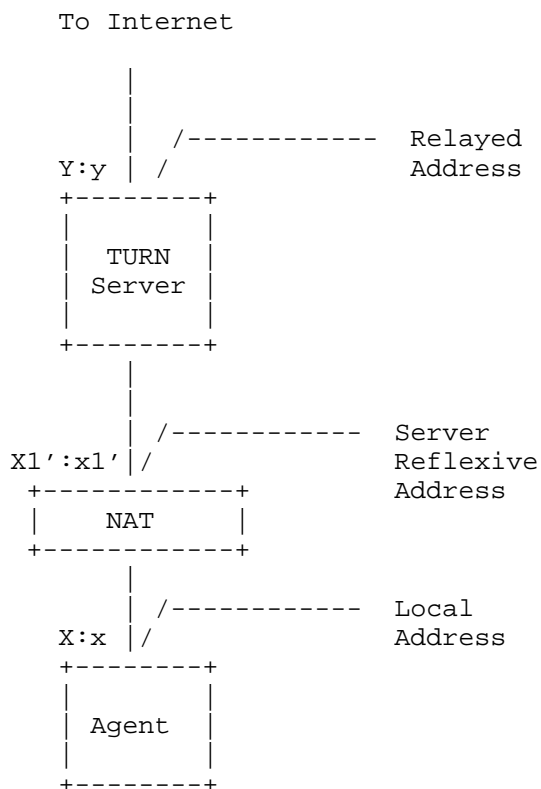 To Internet
/------------ Relayed
Y:y | / Address
+--------+
TURN
Server
+--------+
/------------ Server
X1':x1'|/ Reflexive
+------------+ Address
| NAT |
+------------+
/------------ Local
X:x |/ Address
+--------+
Agent
+--------+